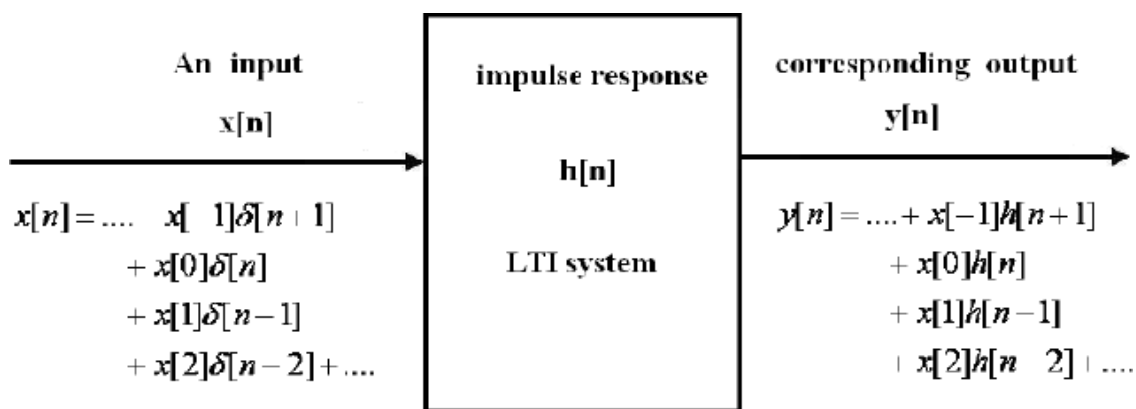 An input
x[n]
x[n] = .... x[ 1]δ[n+1]
+ x[0]δ[n]
+ x[1]δ[n−1]
+ x[2]δ[n−2]+....
impulse response
h[n]
LTI system
corresponding output
y[n]
y[n] = ....+ x[−1]h[n+1]
+ x[0]h[n]
+ x[1]h[n−1]
+ x[2]h[n 2]+....